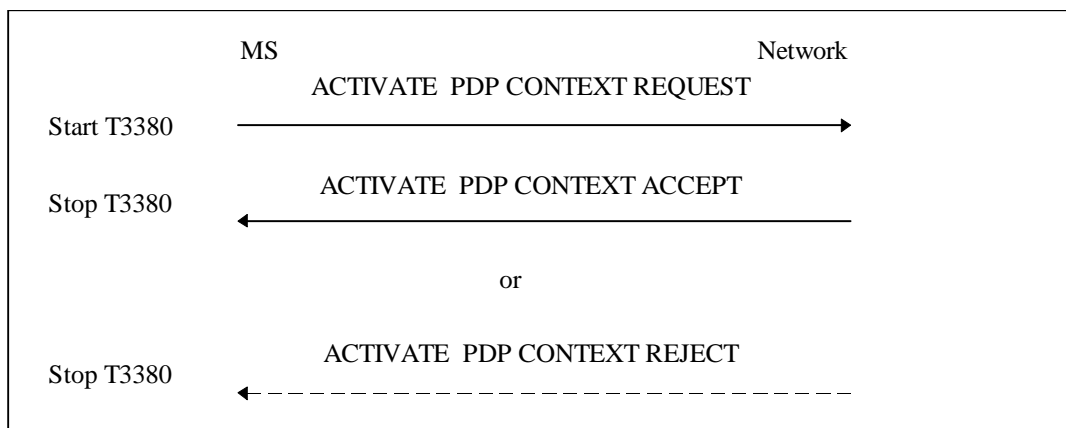 MS Network
ACTIVATE PDP CONTEXT REQUEST
Start T3380
ACTIVATE PDP CONTEXT ACCEPT
Stop T3380
or
ACTIVATE PDP CONTEXT REJECT
Stop T3380